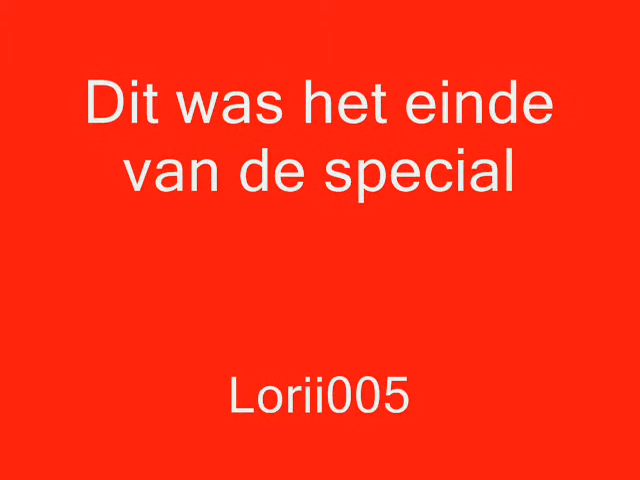 Dit was het einde
van de special
Lorii005